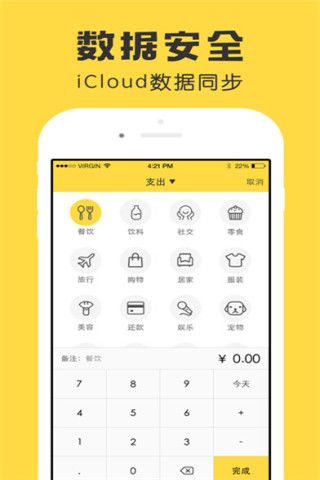 数据安全
iCloud数据同步
VIRGIN
4:21 PM
22%
支出 ▼
取消
餐饮 饮料 社交 零食
旅行 购物 居家 服装
美容 还款 娱乐 宠物
备注: 餐饮 ¥ 0.00
7 8 9 今天
4 5 6 +
1 2 3 -
. 0 完成